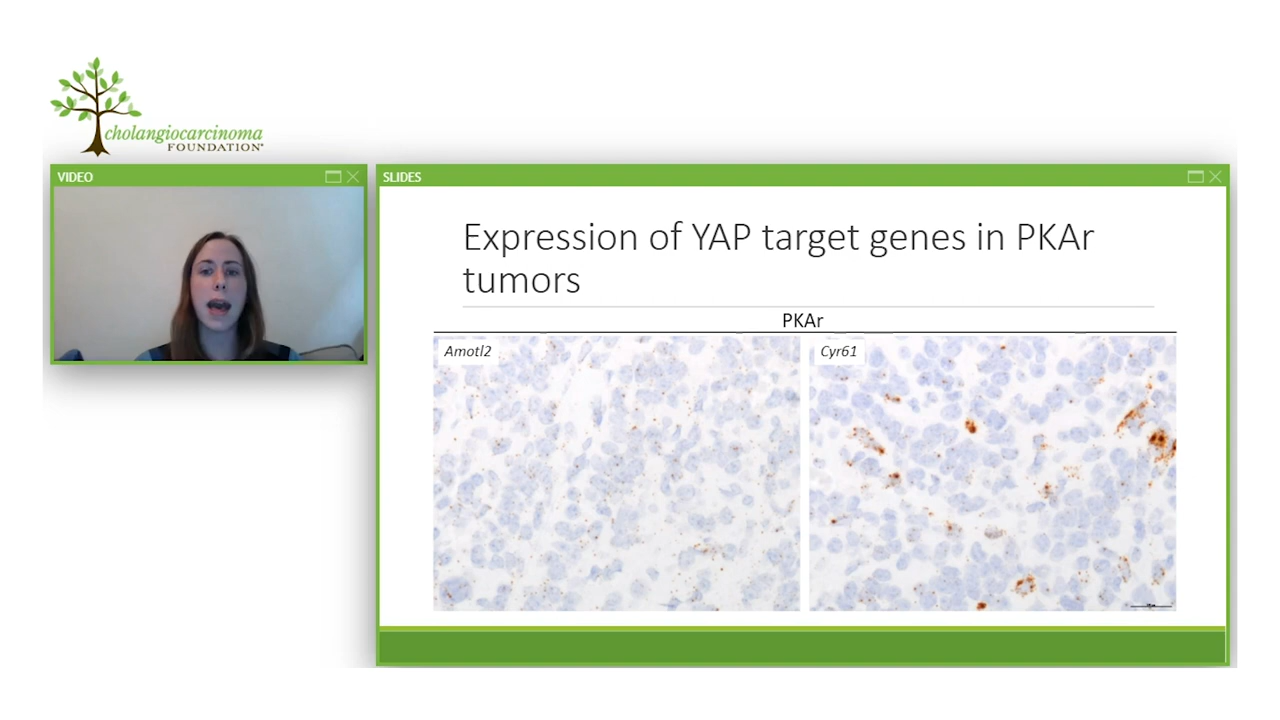 cholangiocarcinoma
FOUNDATION®
VIDEO
SLIDES
Expression of YAP target genes in PKAr
tumors
PKAr
Amotl2
Cyr61